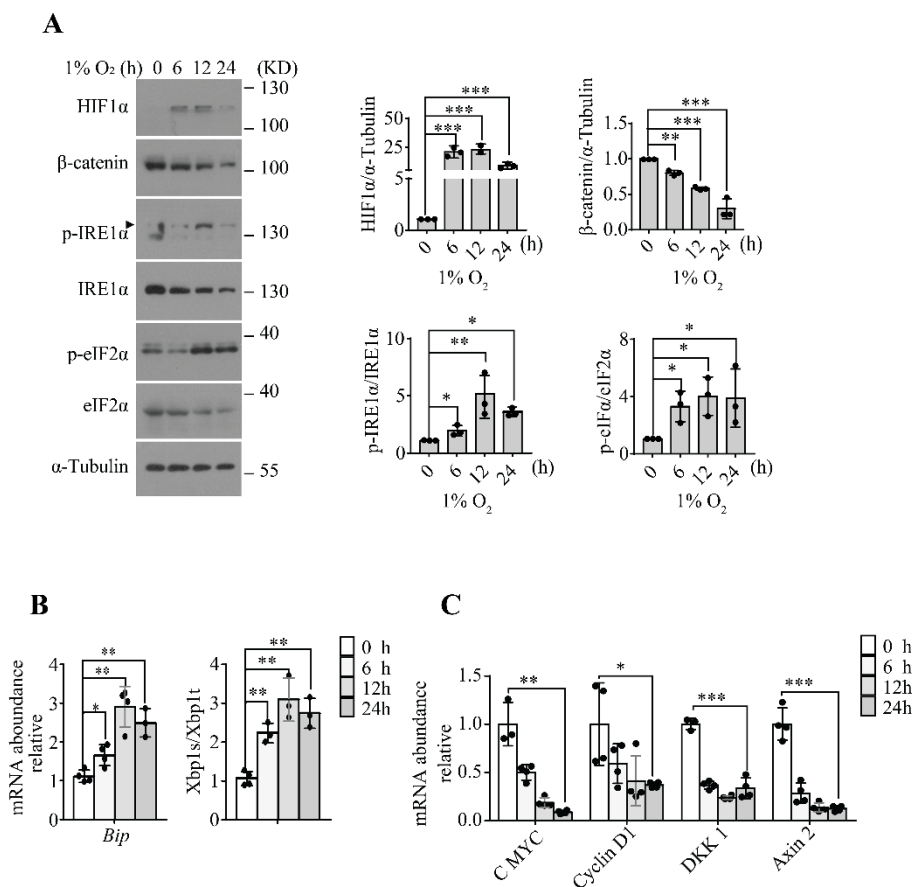 A
1% O₂ (h) 0 6 12 24 (KD)
HIF1α
130
100
β-catenin
100
p-IRE1α
130
IRE1α
130
p-eIF2α
40
eIF2α
40
α-Tubulin
55
HIF1α/α-Tubulin
50
25
5
0
***
***
***
0 6 12 24 (h)
1% O₂
β-catenin/α-Tubulin
1.5
1.0
0.5
0.0
***
***
**
0 6 12 24 (h)
1% O₂
p-IRE1α/IRE1α
10
5
0
*
**
*
0 6 12 24 (h)
1% O₂
p-eIFα/eIF2α
8
4
0
*
*
*
0 6 12 24 (h)
1% O₂
B
mRNA aboundance
relative
4
3
2
1
0
**
**
*
Bip
Xbp1s/Xbp1t
4
3
2
1
0
**
**
**
0 h
6 h
12h
24h
C
mRNA abundance
relative
1.5
1.0
0.5
0.0
**
*
***
***
C MYC
Cyclin D1
DKK 1
Axin 2
0 h
6 h
12h
24h